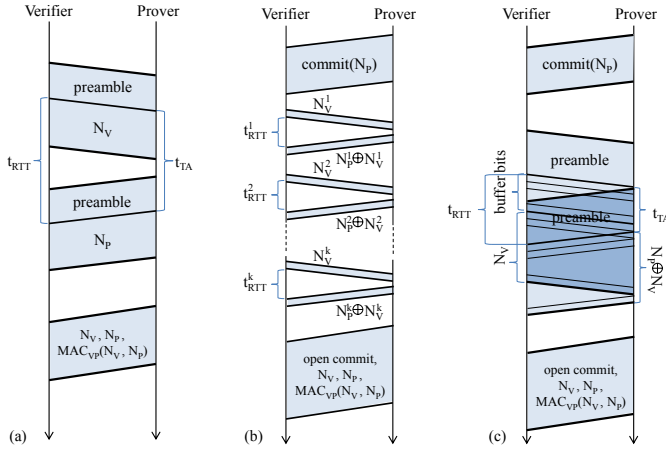 Verifier Prover
preamble
N_V
t_RTT
t_TA
preamble
N_P
N_V, N_P,
MAC_VP(N_V, N_P)
(a)
Verifier Prover
commit(N_P)
N_V^1
t_RTT^1
N_P^1⊕N_V^1
N_V^2
t_RTT^2
N_P^2⊕N_V^2
N_V^k
t_RTT^k
N_P^k⊕N_V^k
open commit,
N_V, N_P,
MAC_VP(N_V, N_P)
(b)
Verifier Prover
commit(N_P)
preamble
buffer bits
t_RTT
preamble
t_TA
N_V
N_P⊕N_V
open commit,
N_V, N_P,
MAC_VP(N_V, N_P)
(c)